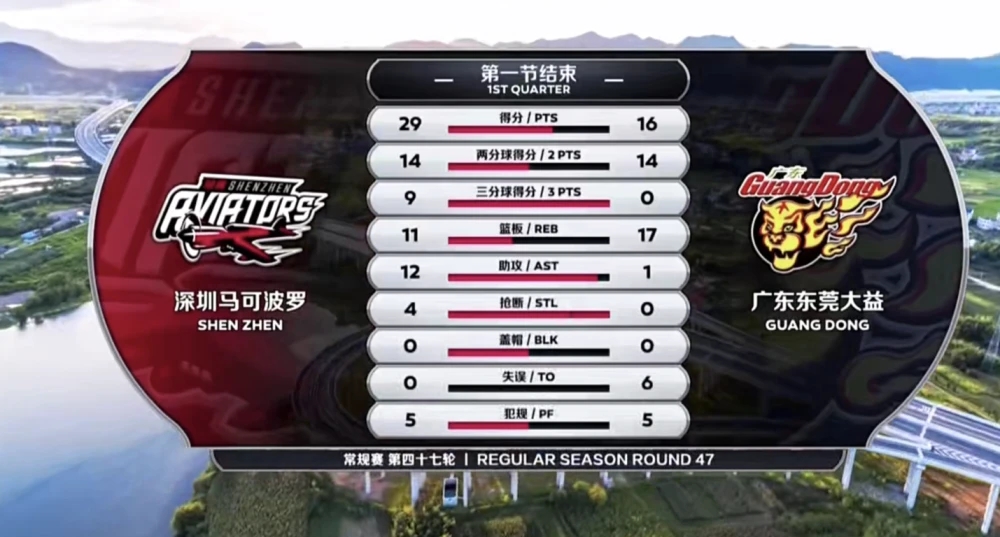 第一节结束
1ST QUARTER
29 得分 / PTS 16
14 两分球得分 / 2 PTS 14
9 三分球得分 / 3 PTS 0
11 篮板 / REB 17
12 助攻 / AST 1
4 抢断 / STL 0
0 盖帽 / BLK 0
0 失误 / TO 6
5 犯规 / PF 5
SHENZHEN
AVIATORS
深圳马可波罗
SHEN ZHEN
广东
GuangDong
广东东莞大益
GUANG DONG
常规赛 第四十七轮 | REGULAR SEASON ROUND 47